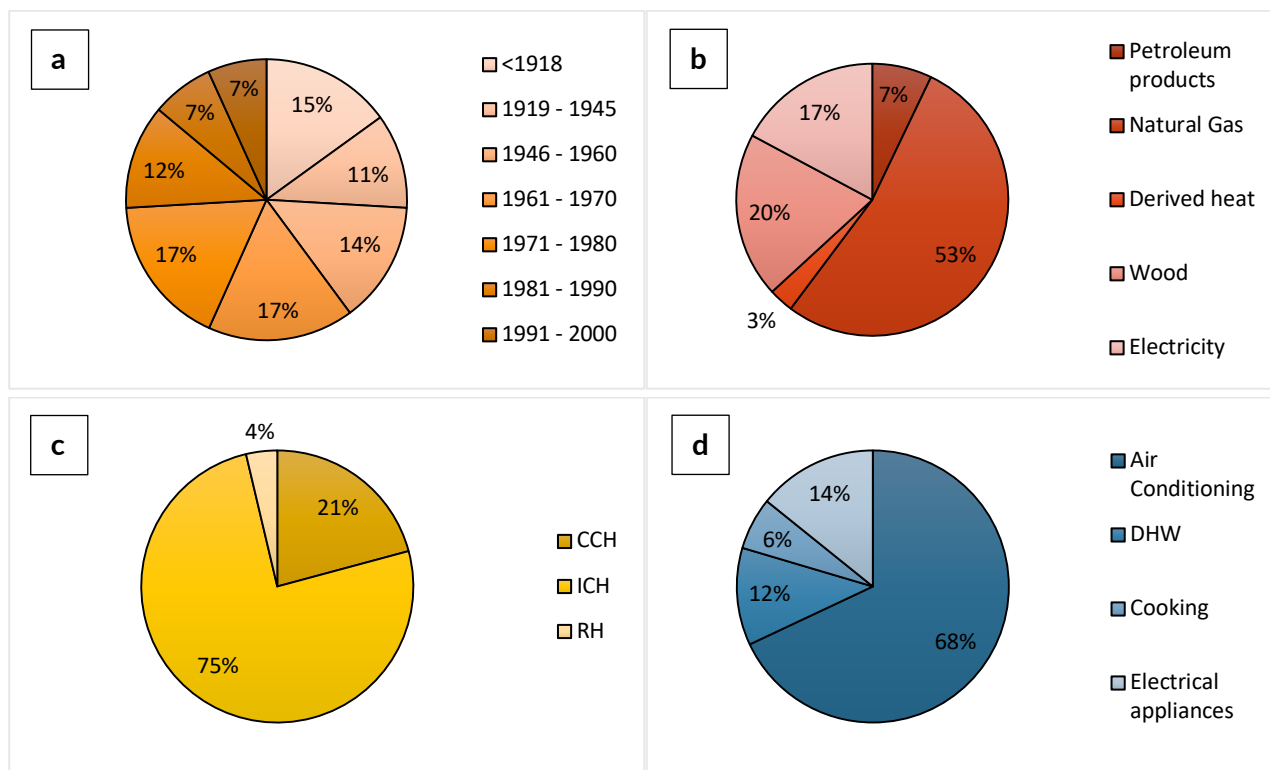 a
7%
7%
15%
12%
11%
17%
14%
17%
<1918
1919 - 1945
1946 - 1960
1961 - 1970
1971 - 1980
1981 - 1990
1991 - 2000
b
17%
7%
20%
53%
3%
Petroleum
products
Natural Gas
Derived heat
Wood
Electricity
c
4%
21%
75%
CCH
ICH
RH
d
14%
6%
12%
68%
Air
Conditioning
DHW
Cooking
Electrical
appliances